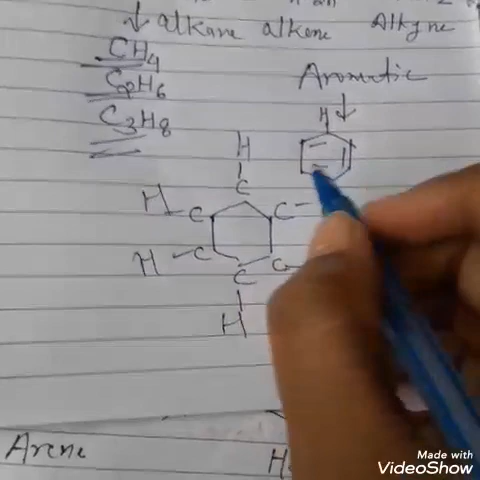 alkane alkene Alkyne
CH4
C2H6
C3H8
Aromatic
H
H
C
H C C
H C C
C
H
Arene
H
Made with
VideoShow